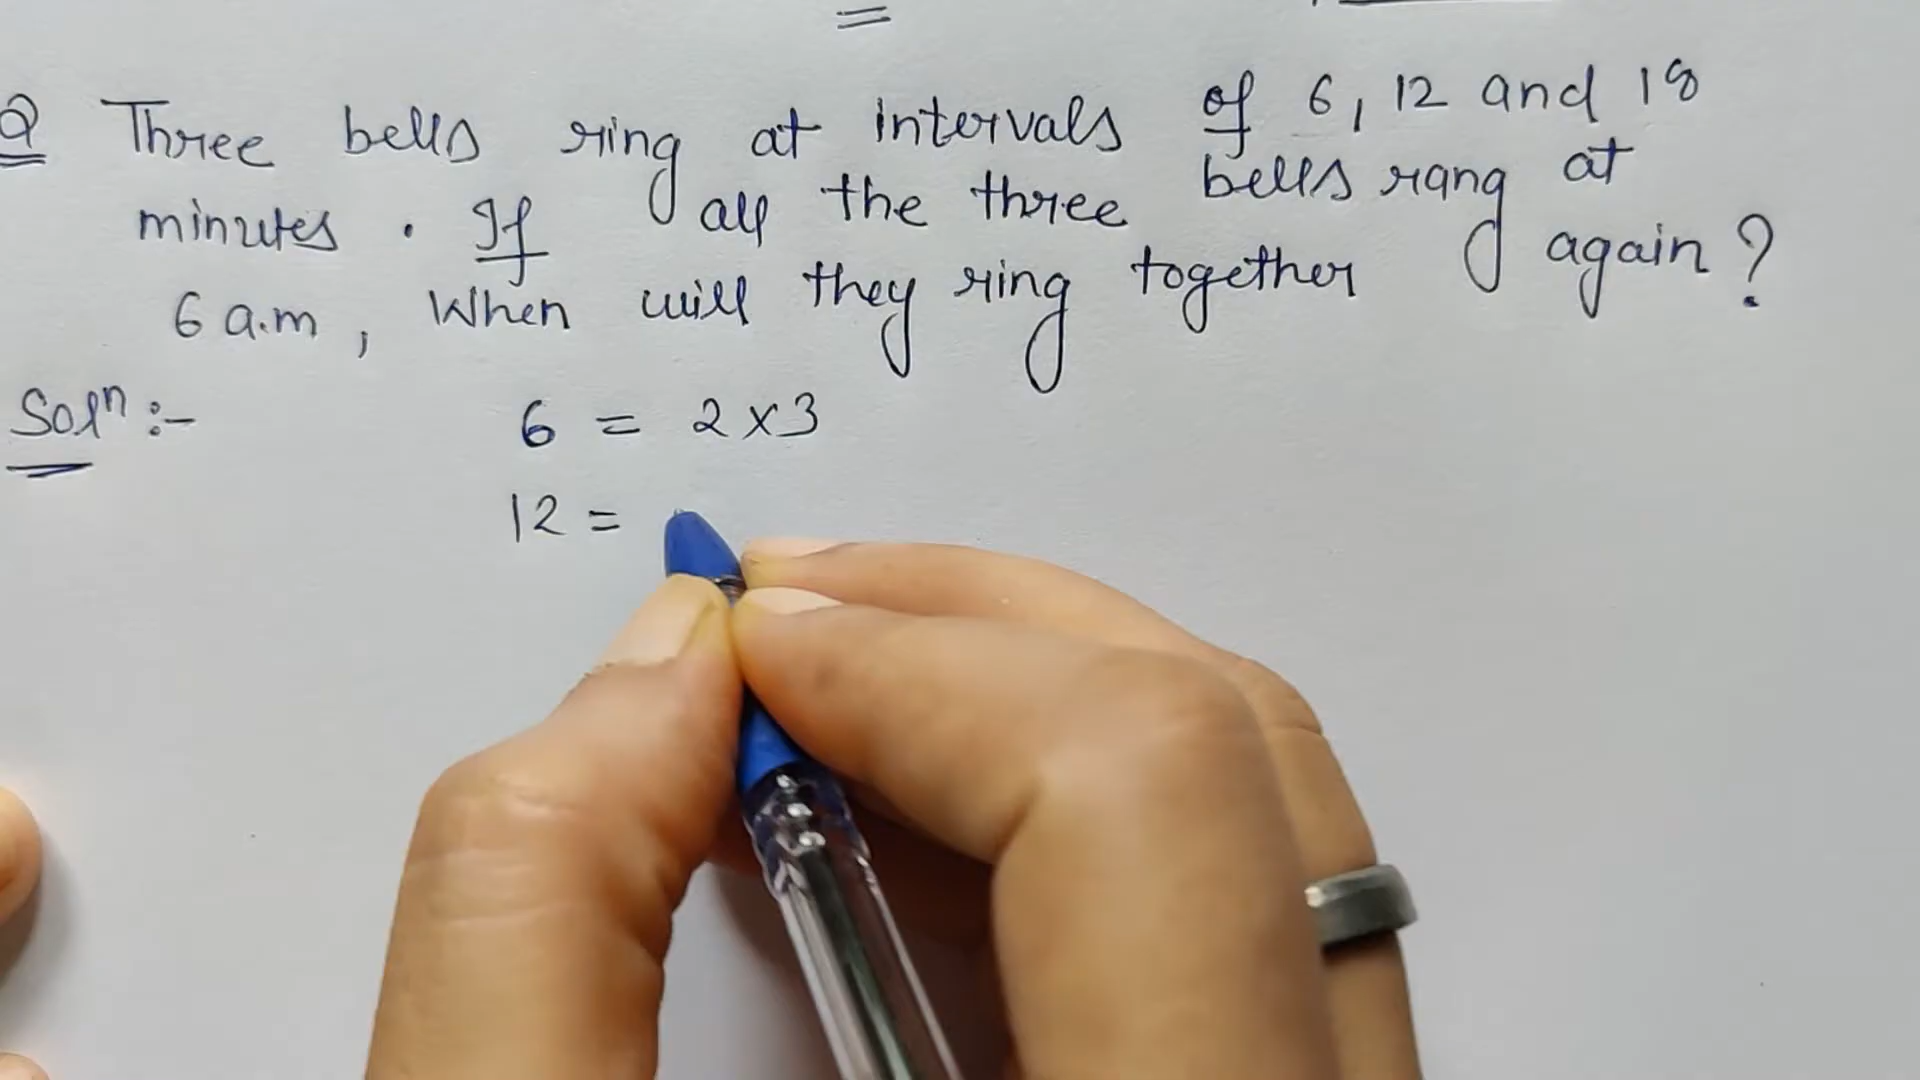 =
Q Three bells ring at intervals of 6, 12 and 18
minutes . If all the three bells rang at
6 a.m , When will they ring together again ?
Solⁿ :-
6 = 2 x 3
12 =